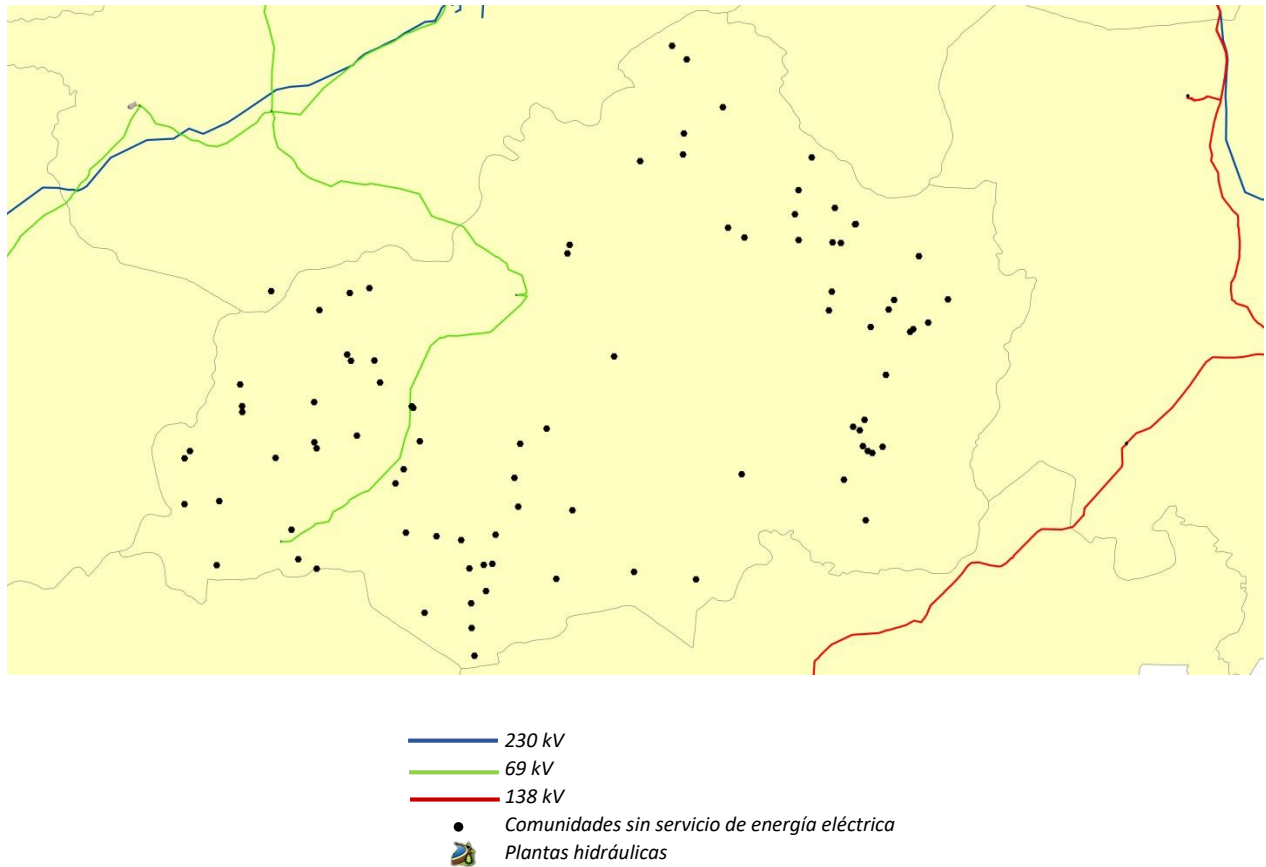 230 kV
69 kV
138 kV
Comunidades sin servicio de energía eléctrica
Plantas hidráulicas